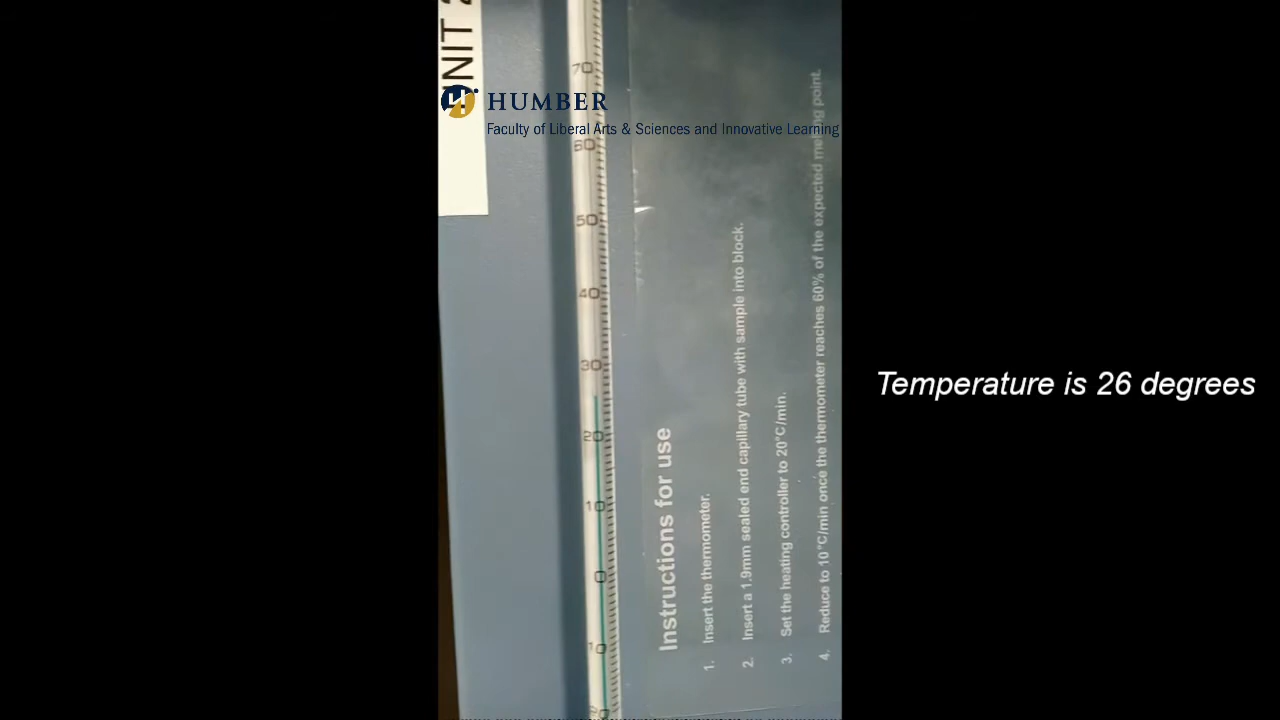 UNIT
HUMBER
Faculty of Liberal Arts & Sciences and Innovative Learning
70
60
50
40
30
20
10
0
10
20
Instructions for use
1. Insert the thermometer.
2. Insert a 1.9mm sealed end capillary tube with sample into block.
3. Set the heating controller to 20°C/min.
4. Reduce to 10°C/min once the thermometer reaches 60% of the expected melting point.
Temperature is 26 degrees